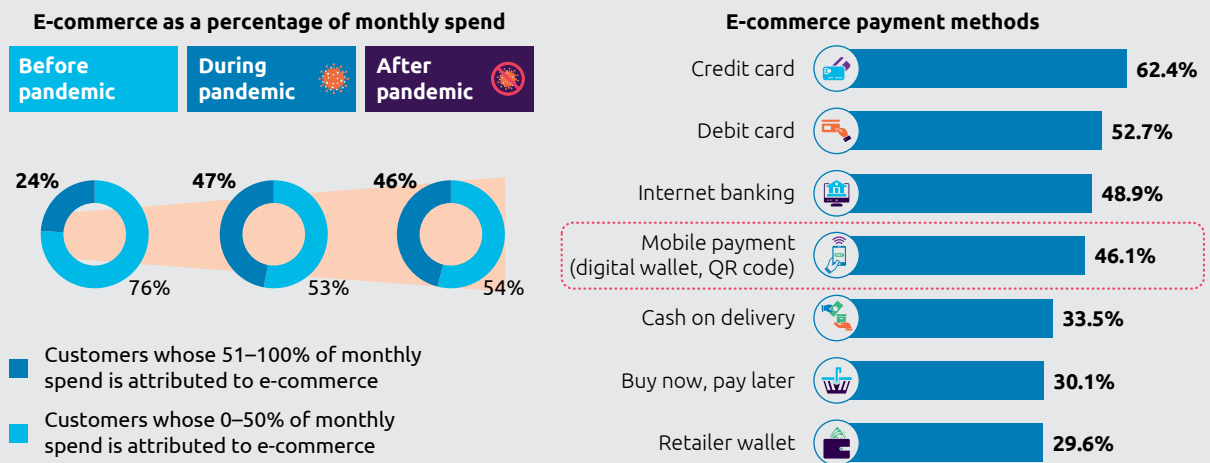 E-commerce as a percentage of monthly spend
Before
pandemic
During
pandemic
After
pandemic
24%
76%
47%
53%
46%
54%
Customers whose 51–100% of monthly
spend is attributed to e-commerce
Customers whose 0–50% of monthly
spend is attributed to e-commerce
E-commerce payment methods
Credit card
62.4%
Debit card
52.7%
Internet banking
48.9%
Mobile payment
(digital wallet, QR code)
46.1%
Cash on delivery
33.5%
Buy now, pay later
30.1%
Retailer wallet
29.6%